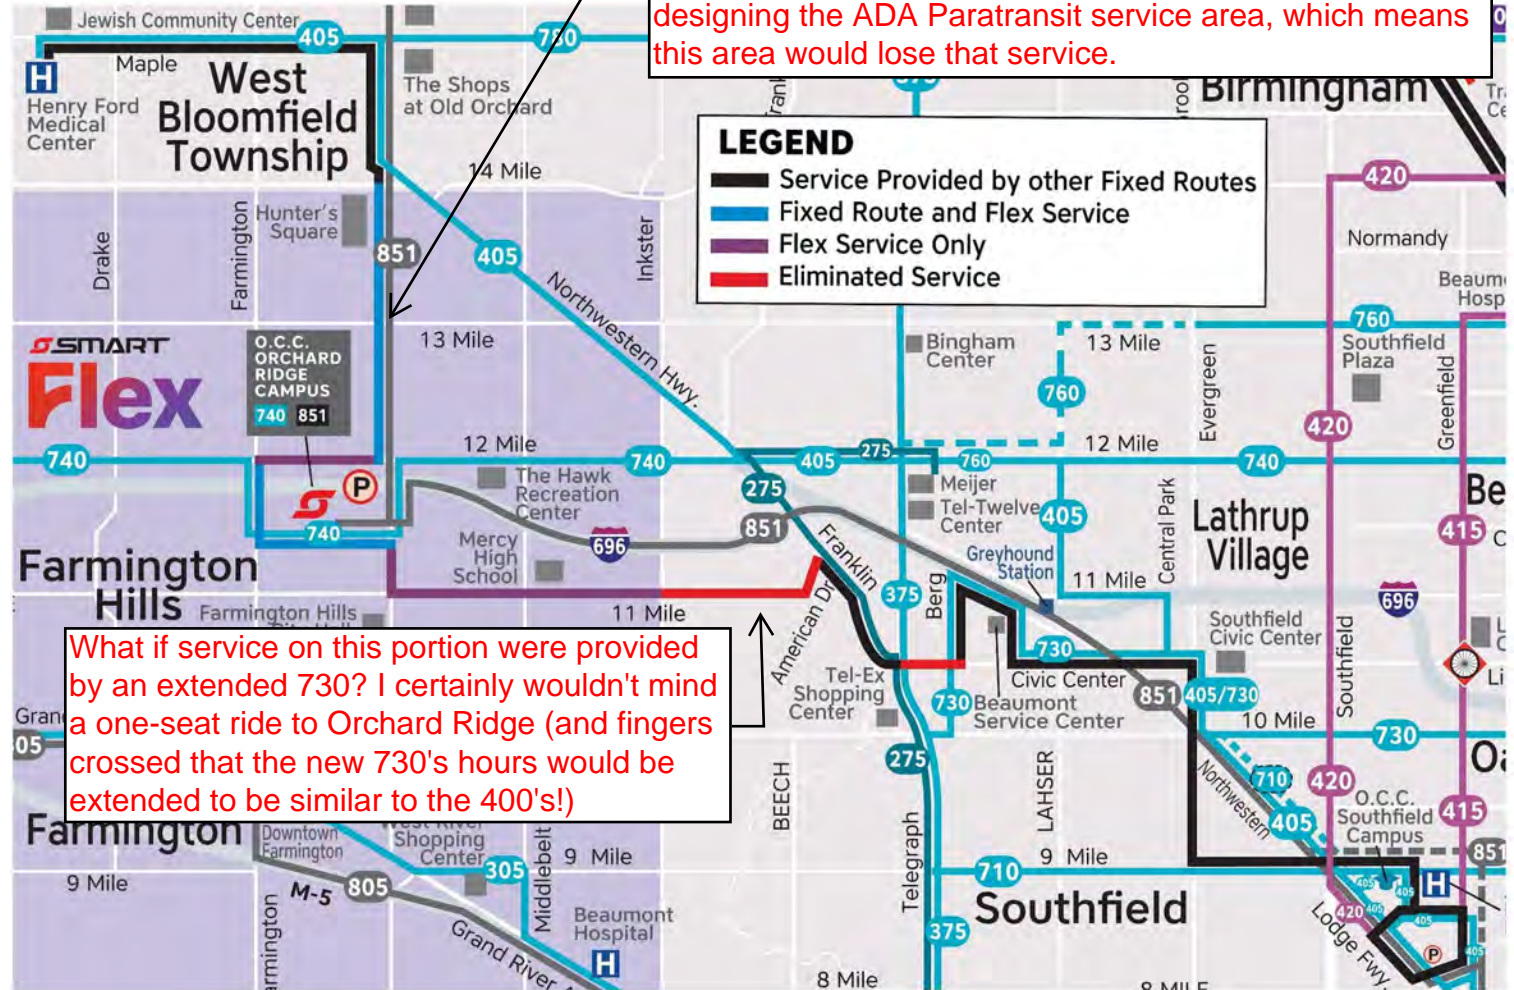 designing the ADA Paratransit service area, which means
this area would lose that service.
Jewish Community Center
405
780
Maple
H
Henry Ford
Medical
Center
West
Bloomfield
Township
The Shops
at Old Orchard
375
Birmingham
LEGEND
Service Provided by other Fixed Routes
Fixed Route and Flex Service
Flex Service Only
Eliminated Service
14 Mile
420
Hunter's
Square
Drake
Farmington
851
405
Inkster
Normandy
Northwestern Hwy.
SMART
Flex
O.C.C.
ORCHARD
RIDGE
CAMPUS
740 851
13 Mile
Bingham
Center
13 Mile
760
Southfield
Plaza
760
Evergreen
Greenfield
420
12 Mile
12 Mile
740
740
405
275
760
740
P
The Hawk
Recreation
Center
275
Meijer
Tel-Twelve
Center
405
Central Park
Lathrup
Village
415
740
696
851
Mercy
High
School
Franklin
Greyhound
Station
11 Mile
696
Farmington
Hills
Farmington Hills
11 Mile
American Dr
375
Berg
Southfield
Civic Center
Southfield
What if service on this portion were provided
by an extended 730? I certainly wouldn't mind
a one-seat ride to Orchard Ridge (and fingers
crossed that the new 730's hours would be
extended to be similar to the 400's!)
Tel-Ex
Shopping
Center
730
Civic Center
730
Beaumont
Service Center
851
405/730
10 Mile
730
275
BEECH
LAHSER
Northwestern
710
420
O.C.C.
Southfield
Campus
415
405
Farmington
Downtown
Farmington
West River
Shopping
Center
305
Middlebelt
9 Mile
Telegraph
710
9 Mile
851
9 Mile
M-5
805
Grand River
Beaumont
Hospital
H
Southfield
375
405
405
H
420
405
405
Lodge Fwy.
P
405
8 Mile
8 MILE